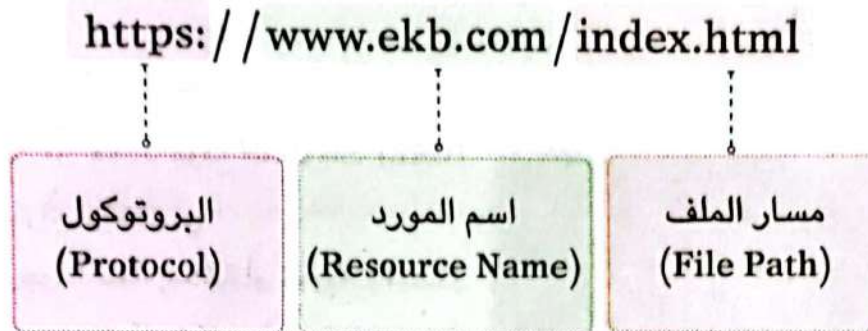 https://www.ekb.com/index.html
البروتوكول
(Protocol)
اسم المورد
(Resource Name)
مسار الملف
(File Path)